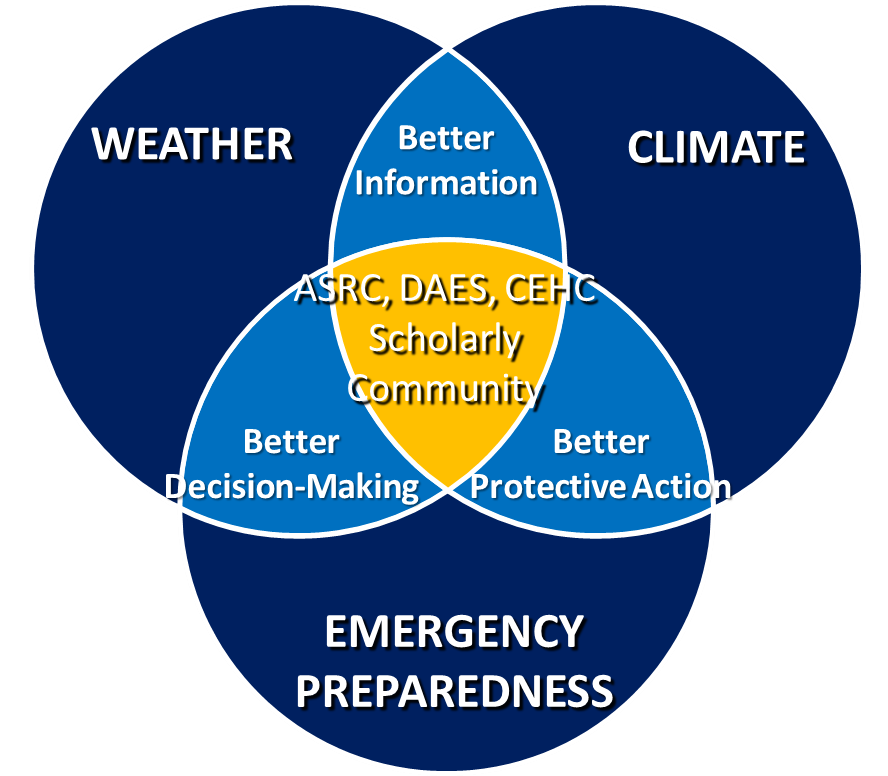 WEATHER
CLIMATE
Better
Information
ASRC, DAES, CEHC
Scholarly
Community
Better
Decision-Making
Better
Protective Action
EMERGENCY
PREPAREDNESS